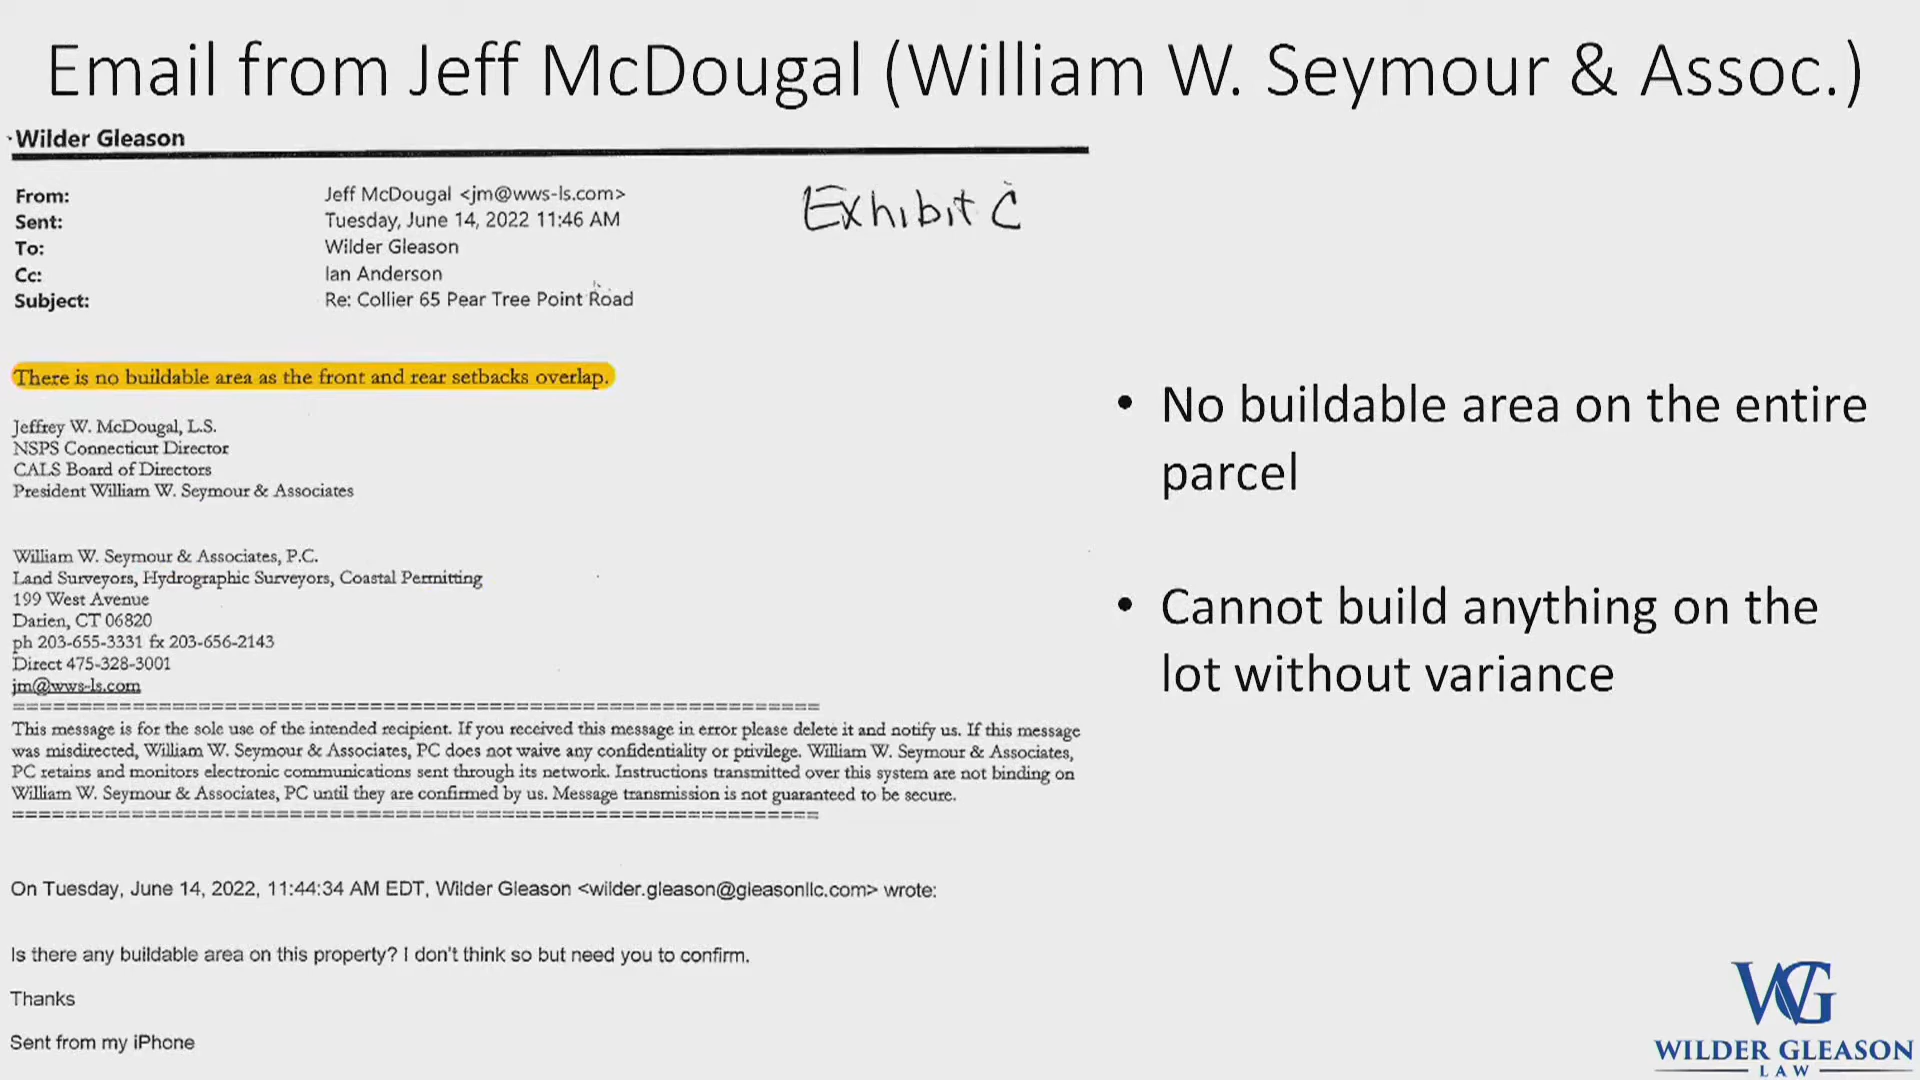 Email from Jeff McDougal (William W. Seymour & Assoc.)
Wilder Gleason
From: Jeff McDougal <jm@wws-ls.com>
Sent: Tuesday, June 14, 2022 11:46 AM
To: Wilder Gleason
Cc: Ian Anderson
Subject: Re: Collier 65 Pear Tree Point Road
Exhibit C
There is no buildable area as the front and rear setbacks overlap.
Jeffrey W. McDougal, L.S.
NSPS Connecticut Director
CALS Board of Directors
President William W. Seymour & Associates
William W. Seymour & Associates, P.C.
Land Surveyors, Hydrographic Surveyors, Coastal Permitting
199 West Avenue
Darien, CT 06820
ph 203-655-3331 fx 203-656-2143
Direct 475-328-3001
jm@wws-ls.com
==============================================================
This message is for the sole use of the intended recipient. If you received this message in error please delete it and notify us. If this message
was misdirected, William W. Seymour & Associates, PC does not waive any confidentiality or privilege. William W. Seymour & Associates,
PC retains and monitors electronic communications sent through its network. Instructions transmitted over this system are not binding on
William W. Seymour & Associates, PC until they are confirmed by us. Message transmission is not guaranteed to be secure.
==============================================================
On Tuesday, June 14, 2022, 11:44:34 AM EDT, Wilder Gleason <wilder.gleason@gleasonllc.com> wrote:
Is there any buildable area on this property? I don't think so but need you to confirm.
Thanks
Sent from my iPhone
• No buildable area on the entire
parcel
• Cannot build anything on the
lot without variance
WG
WILDER GLEASON
LAW